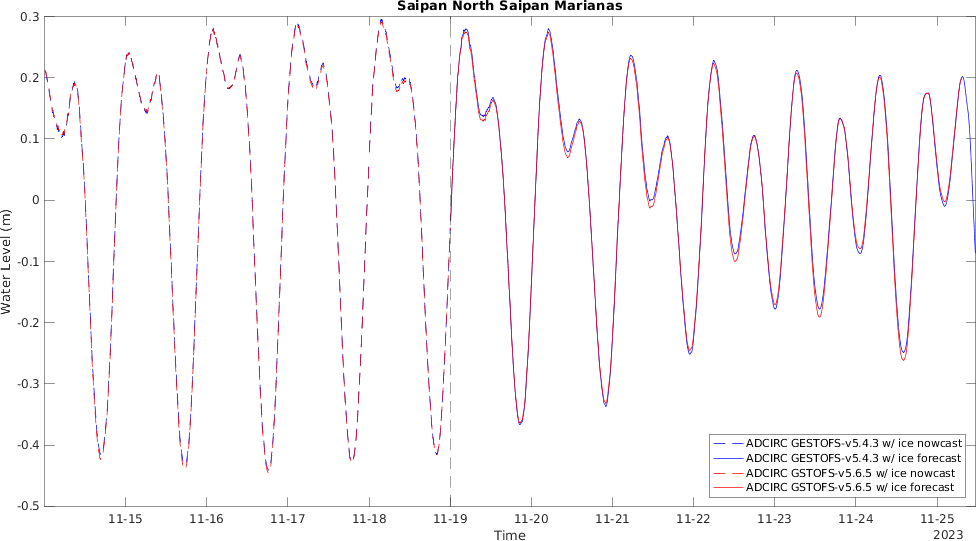 Saipan North Saipan Marianas
Water Level (m)
0.3
0.2
0.1
0
-0.1
-0.2
-0.3
-0.4
-0.5
11-15 11-16 11-17 11-18 11-19 11-20 11-21 11-22 11-23 11-24 11-25
Time
2023
ADCIRC GESTOFS-v5.4.3 w/ ice nowcast
ADCIRC GESTOFS-v5.4.3 w/ ice forecast
ADCIRC GSTOFS-v5.6.5 w/ ice nowcast
ADCIRC GSTOFS-v5.6.5 w/ ice forecast